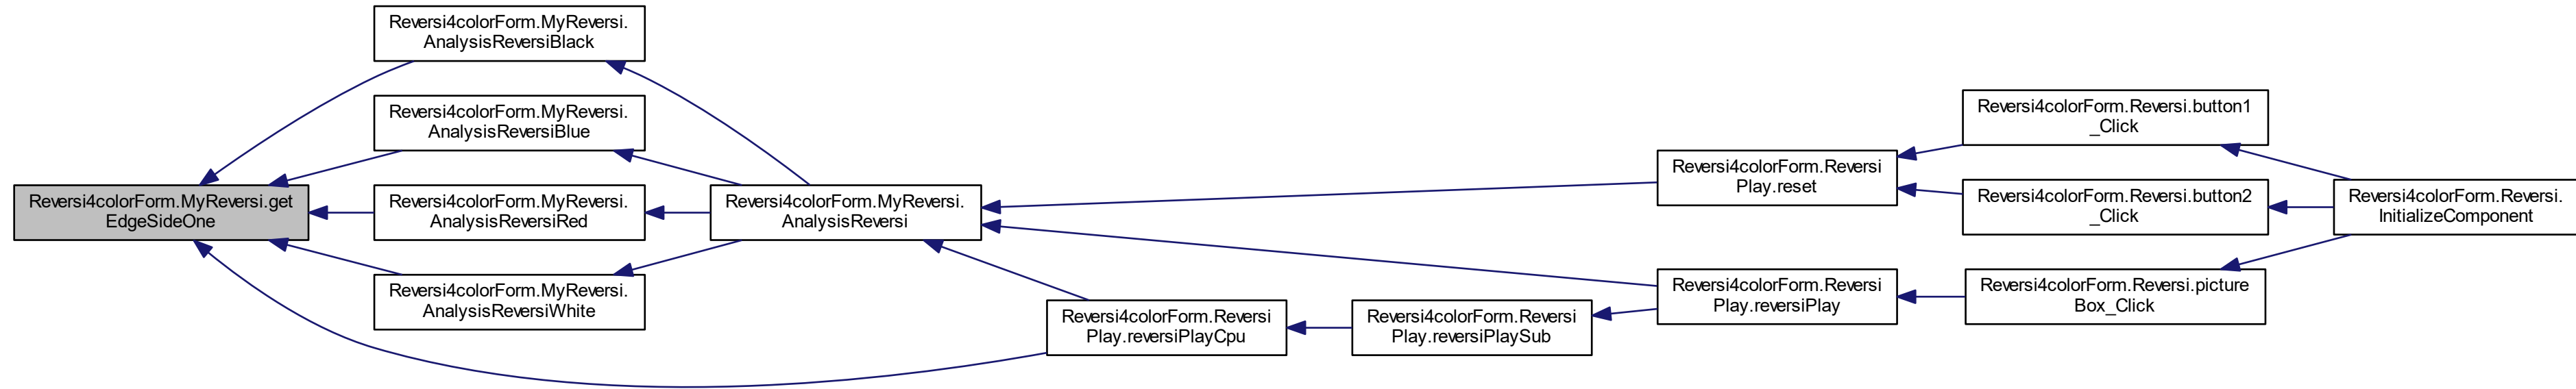 Reversi4colorForm.MyReversi.get
EdgeSideOne
Reversi4colorForm.MyReversi.
AnalysisReversiBlack
Reversi4colorForm.MyReversi.
AnalysisReversiBlue
Reversi4colorForm.MyReversi.
AnalysisReversiRed
Reversi4colorForm.MyReversi.
AnalysisReversiWhite
Reversi4colorForm.MyReversi.
AnalysisReversi
Reversi4colorForm.Reversi
Play.reversiPlayCpu
Reversi4colorForm.Reversi
Play.reversiPlaySub
Reversi4colorForm.Reversi
Play.reset
Reversi4colorForm.Reversi
Play.reversiPlay
Reversi4colorForm.Reversi.button1
_Click
Reversi4colorForm.Reversi.button2
_Click
Reversi4colorForm.Reversi.picture
Box_Click
Reversi4colorForm.Reversi.
InitializeComponent